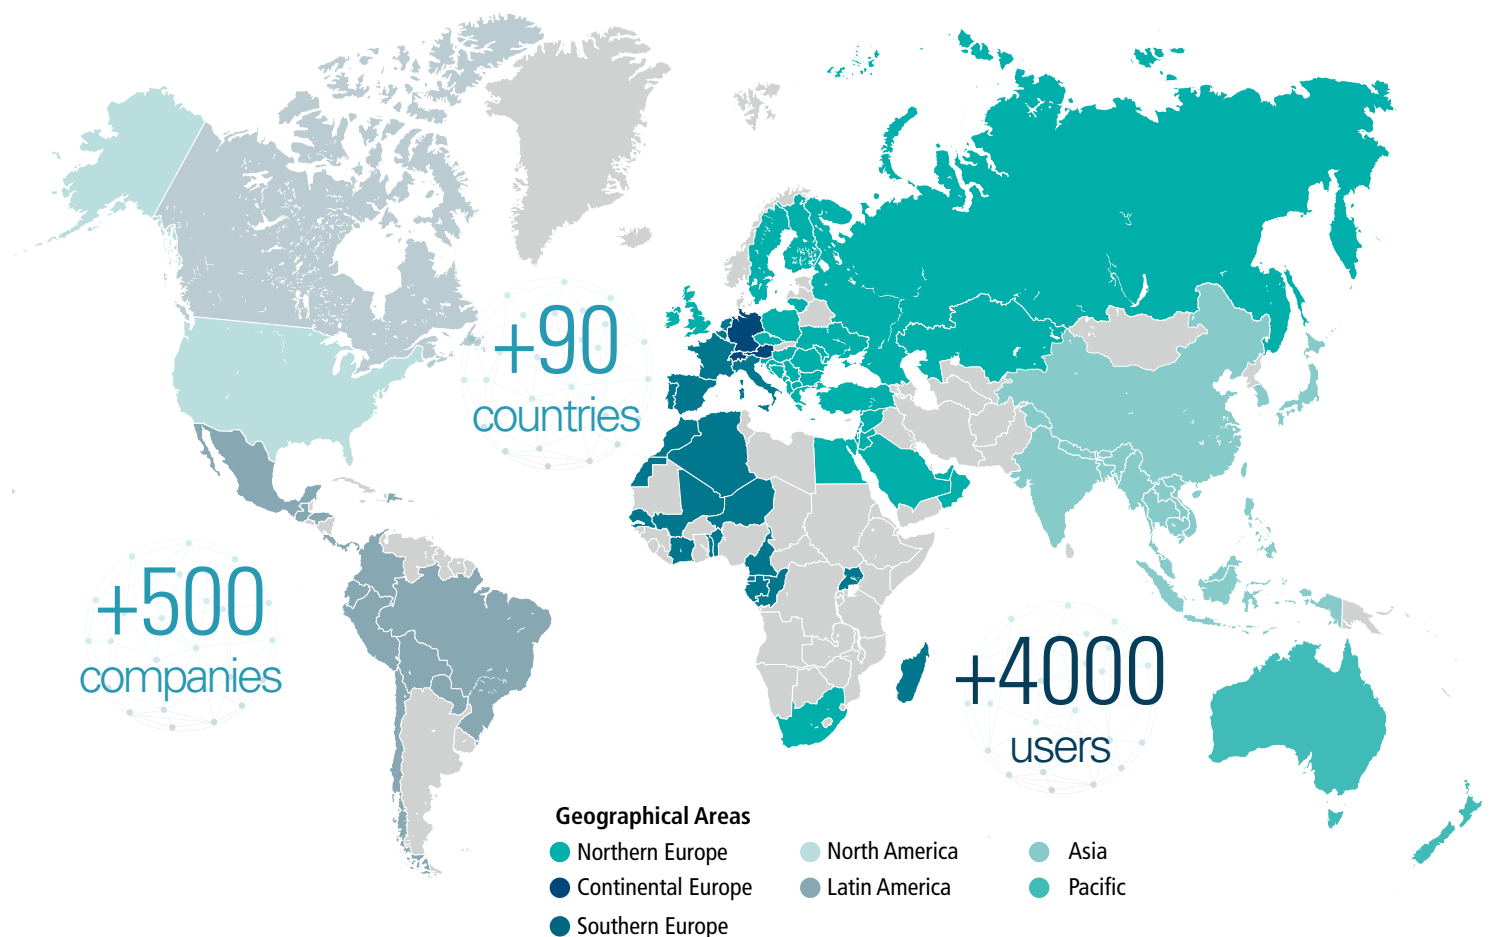 +90
countries
+500
companies
+4000
users
Geographical Areas
Northern Europe
North America
Asia
Continental Europe
Latin America
Pacific
Southern Europe